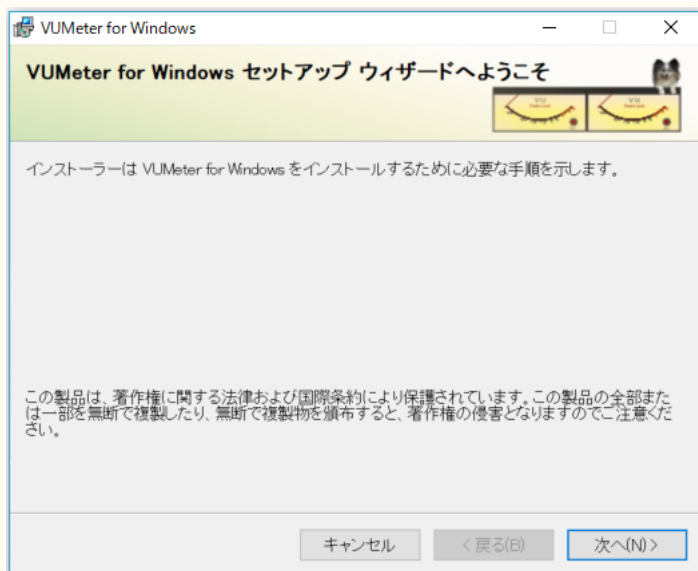 VUMeter for Windows
VUMeter for Windows セットアップ ウィザードへようこそ
VU
VU
インストーラーは VUMeter for Windows をインストールするために必要な手順を示します。
この製品は、著作権に関する法律および国際条約により保護されています。この製品の全部また
は一部を無断で複製したり、無断で複製物を頒布すると、著作権の侵害となりますのでご注意くだ
さい。
キャンセル
< 戻る(B)
次へ(N) >